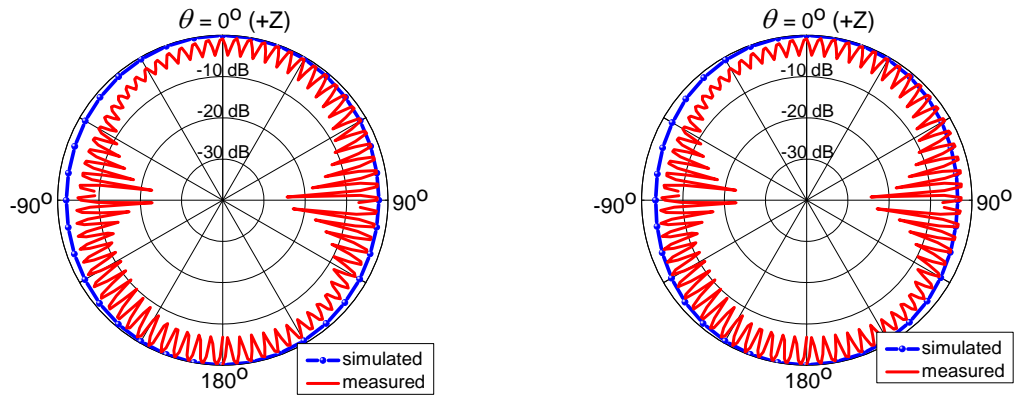 θ = 0° (+Z)
-10 dB
-20 dB
-30 dB
-90°
90°
180°
simulated
measured
θ = 0° (+Z)
-10 dB
-20 dB
-30 dB
-90°
90°
180°
simulated
measured